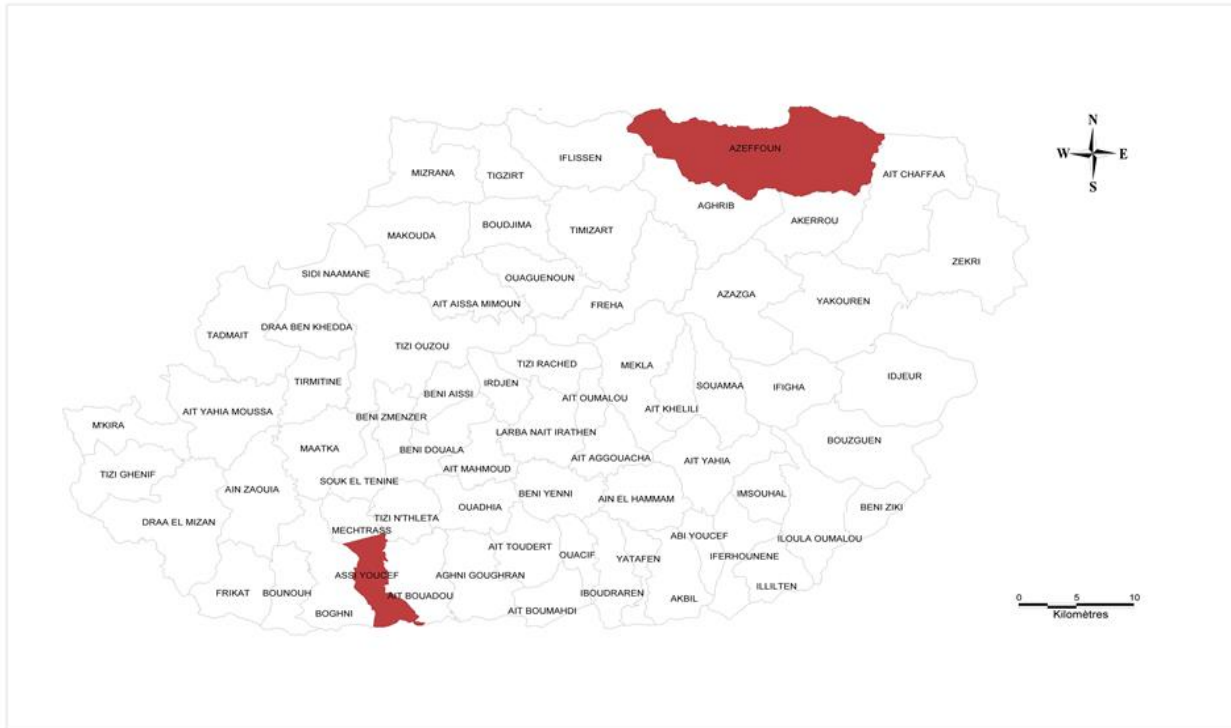 N
W E
S
AZEFFOUN
IFLISSEN
MIZRANA
TIGZIRT
AIT CHAFFAA
AGHRIB
AKERROU
BOUDJIMA
TIMIZART
MAKOUDA
ZEKRI
SIDI NAAMANE
OUAGUENOUN
AIT AISSA MIMOUN
FREHA
AZAZGA
YAKOUREN
TADMAIT
DRAA BEN KHEDDA
TIZI OUZOU
TIZI RACHED
MEKLA
TIRMITINE
BENI AISSI
IRDJEN
SOUAMAA
IFIGHA
IDJEUR
AIT OUMALOU
AIT YAHIA MOUSSA
AIT KHELILI
M'KIRA
BENI ZMENZER
LARBA NAIT IRATHEN
BOUZGUEN
MAATKA
BENI DOUALA
AIT AGGOUACHA
AIT YAHIA
AIT MAHMOUD
TIZI GHENIF
SOUK EL TENINE
AIN ZAOUIA
BENI YENNI
AIN EL HAMMAM
IMSOUHAL
OUADHIA
BENI ZIKI
DRAA EL MIZAN
TIZI N'THLETA
MECHTRASS
ABI YOUCEF
ILOULA OUMALOU
AIT TOUDERT
OUACIF
YATAFEN
IFERHOUNENE
ASSI YOUCEF
AGHNI GOUGHRAN
ILLILTEN
FRIKAT
BOUNOUH
AIT BOUADOU
IBOUDRAREN
AKBIL
BOGHNI
AIT BOUMAHDI
0 5 10
Kilomètres